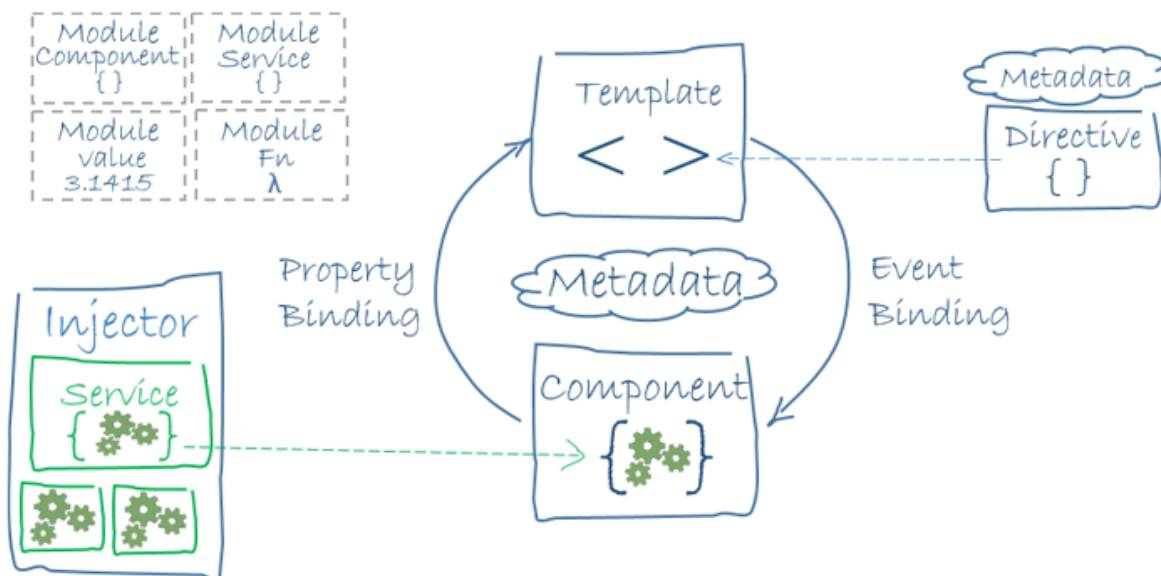 Module
Component
{ }
Module
Service
{ }
Module
value
3.1415
Module
Fn
λ
Template
< >
Metadata
Directive
{ }
Property
Binding
Metadata
Event
Binding
Injector
Service
{ }
Component
{ }